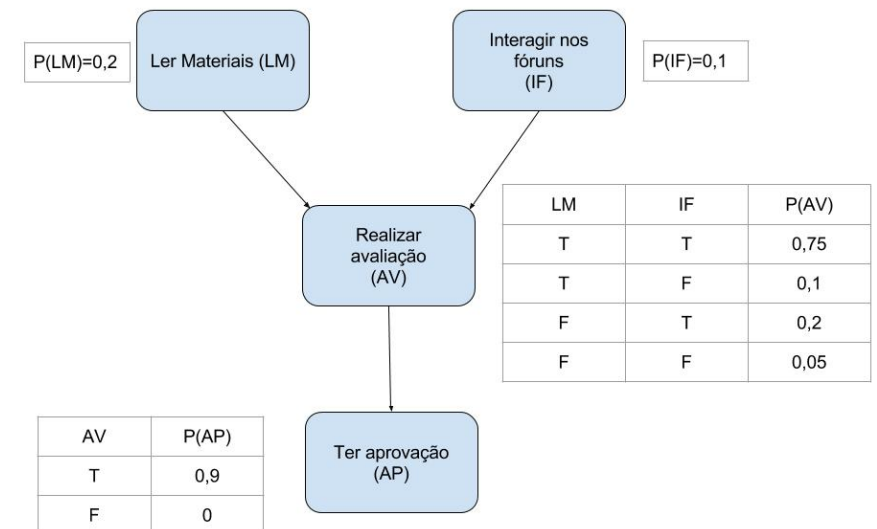 P(LM)=0,2
Ler Materiais (LM)
Interagir nos
fóruns
(IF)
P(IF)=0,1
Realizar
avaliação
(AV)
LM IF P(AV)
T T 0,75
T F 0,1
F T 0,2
F F 0,05
AV P(AP)
T 0,9
F 0
Ter aprovação
(AP)